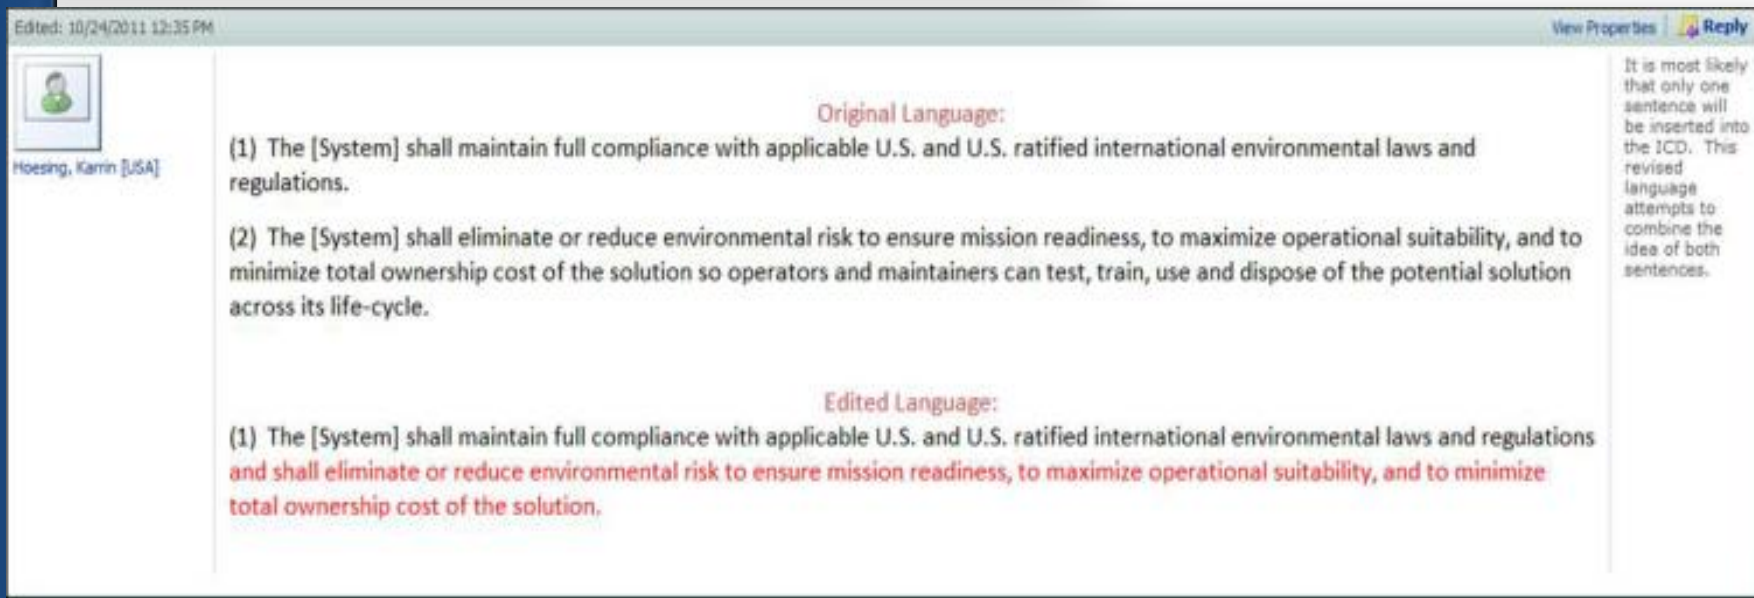 Edited: 10/24/2011 12:35 PM
View Properties
Reply
Hoesing, Karrin [USA]
Original Language:
(1) The [System] shall maintain full compliance with applicable U.S. and U.S. ratified international environmental laws and
regulations.
(2) The [System] shall eliminate or reduce environmental risk to ensure mission readiness, to maximize operational suitability, and to
minimize total ownership cost of the solution so operators and maintainers can test, train, use and dispose of the potential solution
across its life-cycle.
Edited Language:
(1) The [System] shall maintain full compliance with applicable U.S. and U.S. ratified international environmental laws and regulations
and shall eliminate or reduce environmental risk to ensure mission readiness, to maximize operational suitability, and to minimize
total ownership cost of the solution.
It is most likely
that only one
sentence will
be inserted into
the ICD. This
revised
language
attempts to
combine the
idea of both
sentences.